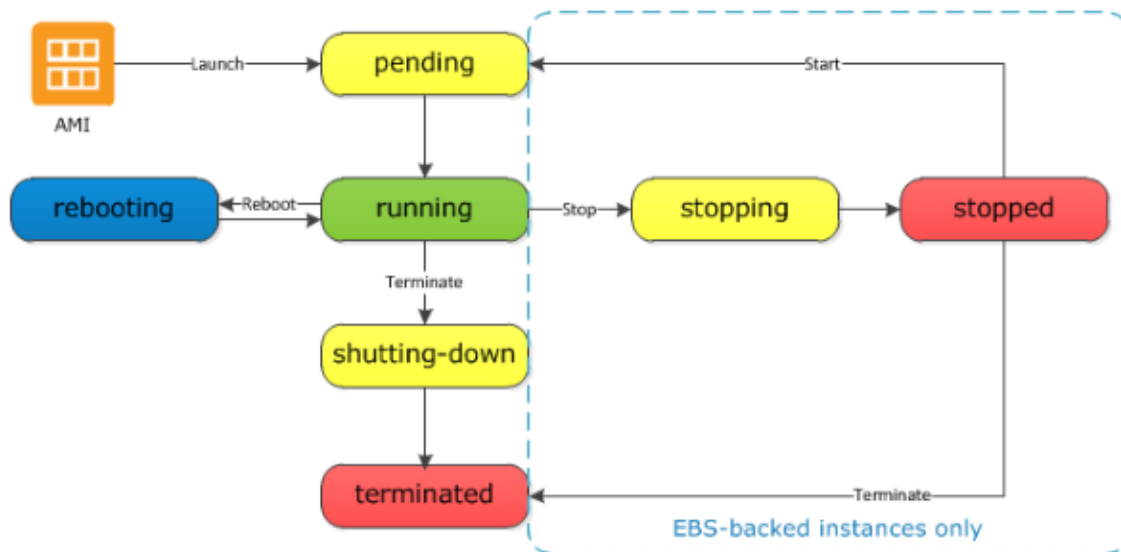 Launch
pending
Start
AMI
rebooting
Reboot
running
Stop
stopping
stopped
Terminate
shutting-down
terminated
Terminate
EBS-backed instances only